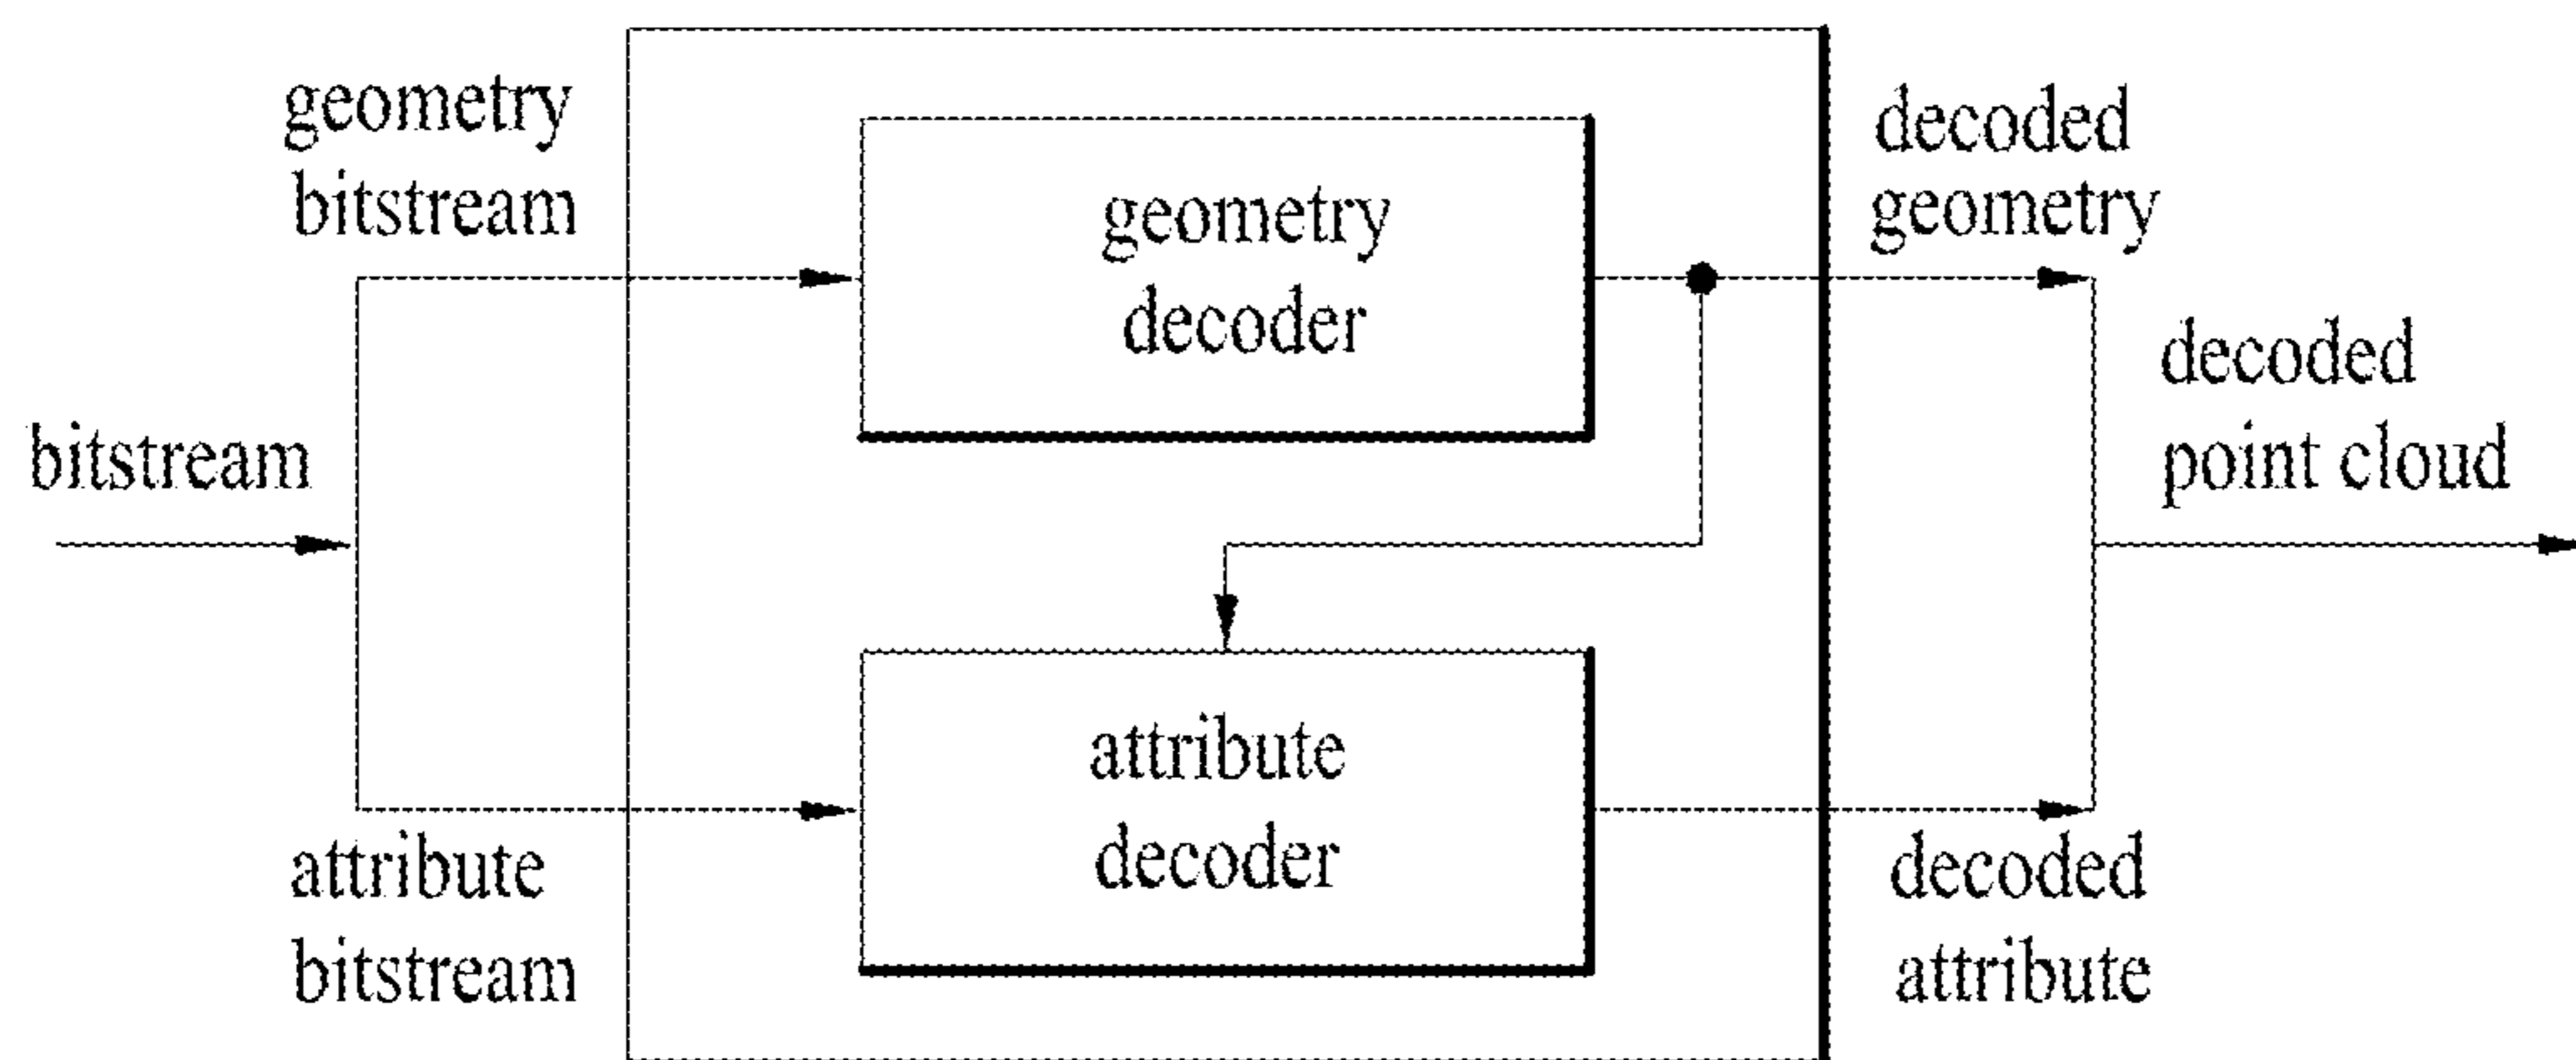 geometry
bitstream
geometry
decoder
decoded
geometry
bitstream
decoded
point cloud
attribute
decoder
attribute
bitstream
decoded
attribute